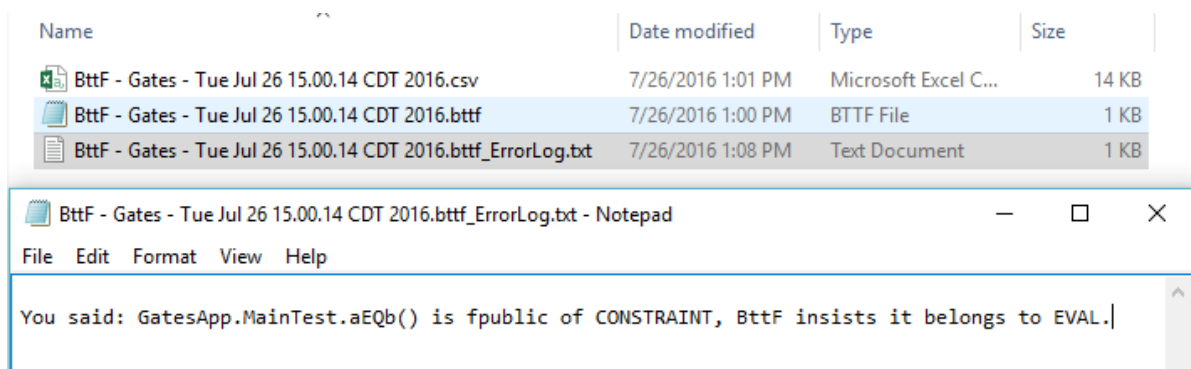 Name Date modified Type Size
BttF - Gates - Tue Jul 26 15.00.14 CDT 2016.csv 7/26/2016 1:01 PM Microsoft Excel C... 14 KB
BttF - Gates - Tue Jul 26 15.00.14 CDT 2016.bttf 7/26/2016 1:00 PM BTTF File 1 KB
BttF - Gates - Tue Jul 26 15.00.14 CDT 2016.bttf_ErrorLog.txt 7/26/2016 1:08 PM Text Document 1 KB
BttF - Gates - Tue Jul 26 15.00.14 CDT 2016.bttf_ErrorLog.txt - Notepad
File Edit Format View Help
You said: GatesApp.MainTest.aEQb() is fpublic of CONSTRAINT, BttF insists it belongs to EVAL.